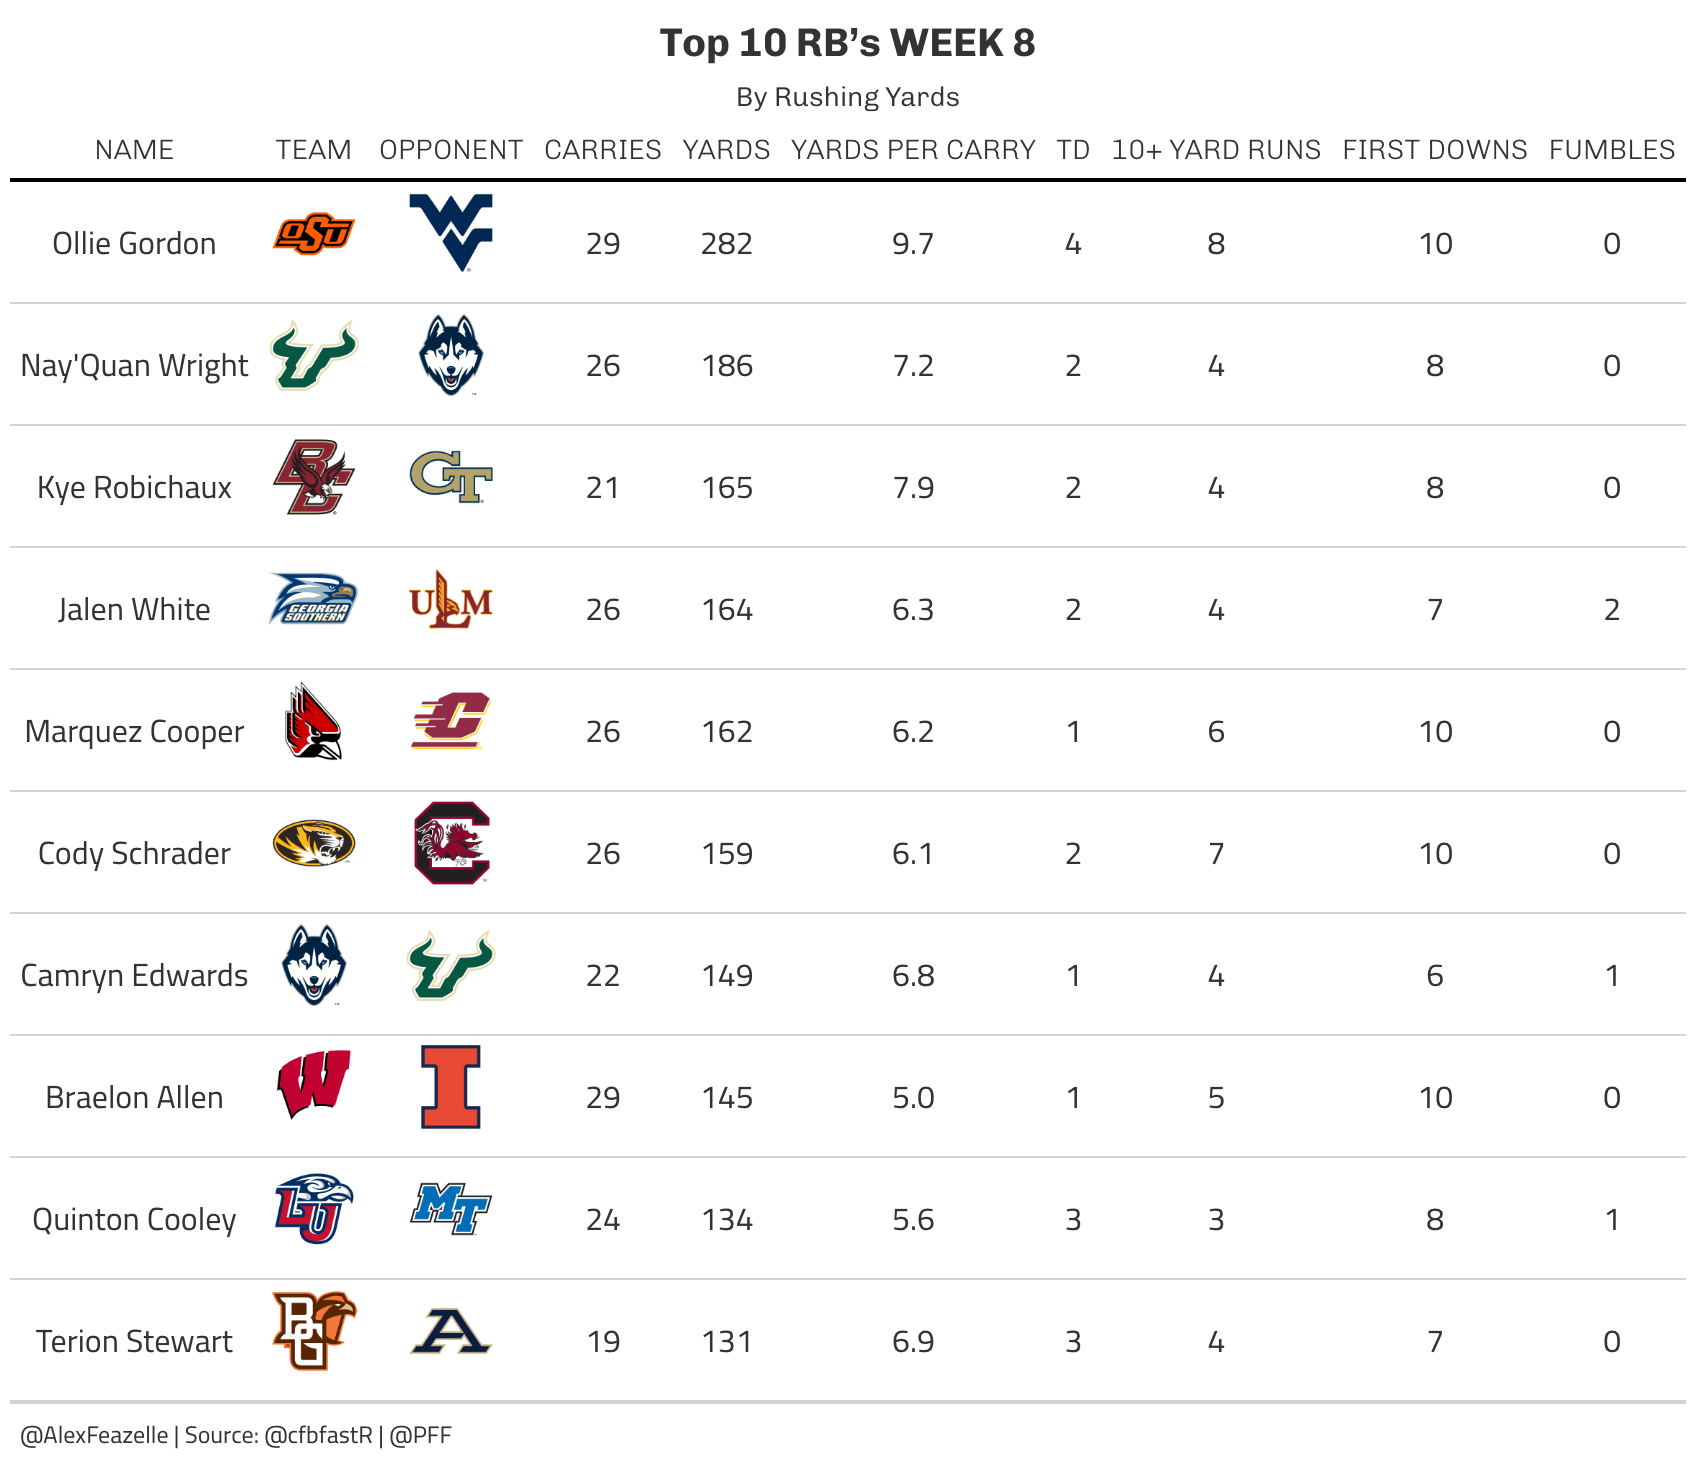 Top 10 RB’s WEEK 8
By Rushing Yards
NAME TEAM OPPONENT CARRIES YARDS YARDS PER CARRY TD 10+ YARD RUNS FIRST DOWNS FUMBLES
Ollie Gordon OSU WV 29 282 9.7 4 8 10 0
Nay'Quan Wright U 26 186 7.2 2 4 8 0
Kye Robichaux BC GT 21 165 7.9 2 4 8 0
Jalen White GEORGIA SOUTHERN ULM 26 164 6.3 2 4 7 2
Marquez Cooper C 26 162 6.2 1 6 10 0
Cody Schrader C 26 159 6.1 2 7 10 0
Camryn Edwards U 22 149 6.8 1 4 6 1
Braelon Allen W I 29 145 5.0 1 5 10 0
Quinton Cooley LU MT 24 134 5.6 3 3 8 1
Terion Stewart BG A 19 131 6.9 3 4 7 0
@AlexFeazelle | Source: @cfbfastR | @PFF